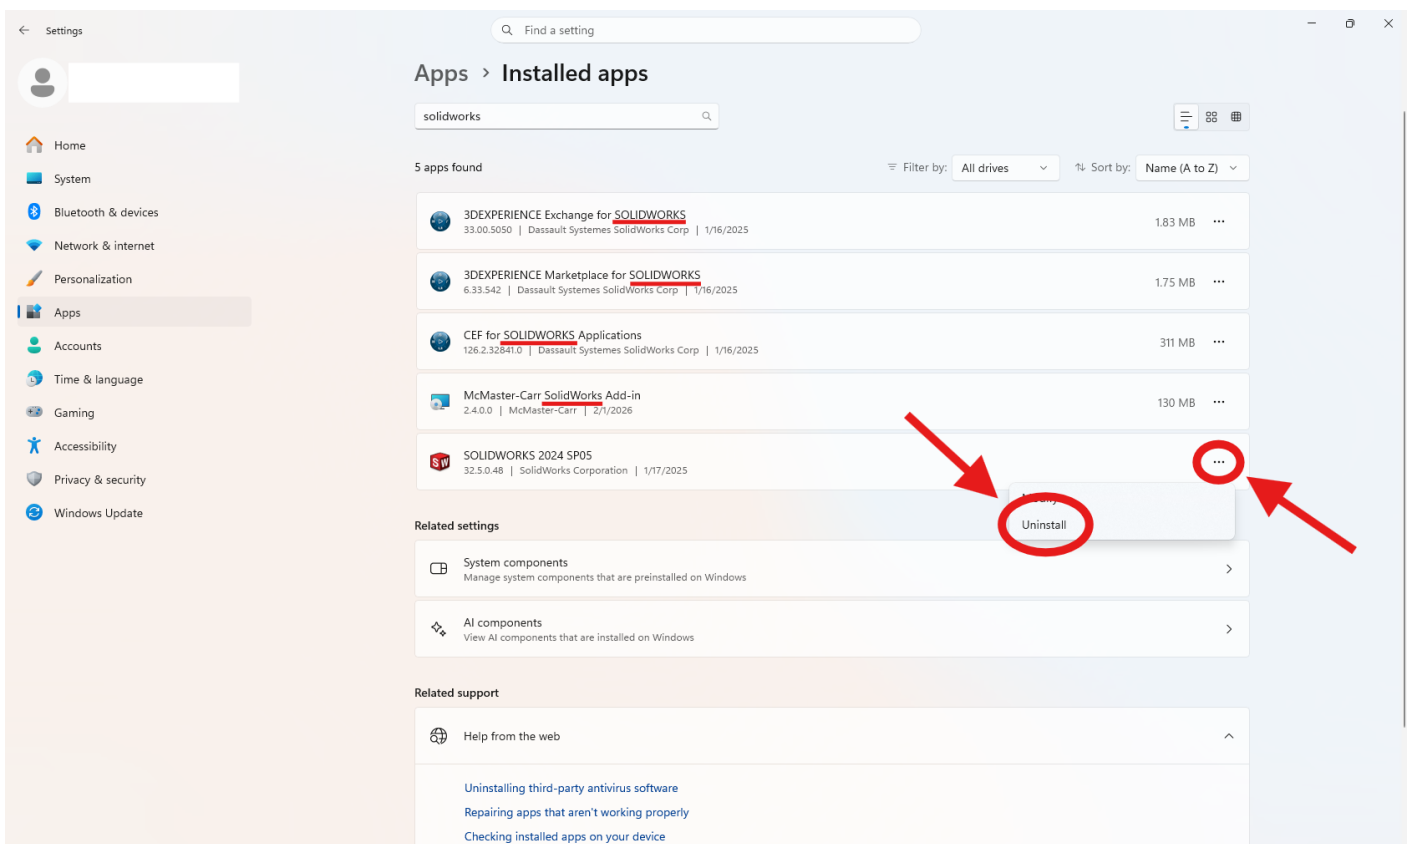 Settings
Find a setting
Apps > Installed apps
solidworks
5 apps found
Filter by: All drives
Sort by: Name (A to Z)
Home
System
Bluetooth & devices
Network & internet
Personalization
Apps
Accounts
Time & language
Gaming
Accessibility
Privacy & security
Windows Update
3DEXPERIENCE Exchange for SOLIDWORKS
33.00.5050 | Dassault Systemes SolidWorks Corp | 1/16/2025
1.83 MB
3DEXPERIENCE Marketplace for SOLIDWORKS
6.33.542 | Dassault Systemes SolidWorks Corp | 1/16/2025
1.75 MB
CEF for SOLIDWORKS Applications
126.2.32841.0 | Dassault Systemes SolidWorks Corp | 1/16/2025
311 MB
McMaster-Carr SolidWorks Add-in
2.4.0.0 | McMaster-Carr | 2/1/2026
130 MB
SW
SOLIDWORKS 2024 SP05
32.5.0.48 | SolidWorks Corporation | 1/17/2025
Modify
Uninstall
Related settings
System components
Manage system components that are preinstalled on Windows
AI components
View AI components that are installed on Windows
Related support
Help from the web
Uninstalling third-party antivirus software
Repairing apps that aren't working properly
Checking installed apps on your device